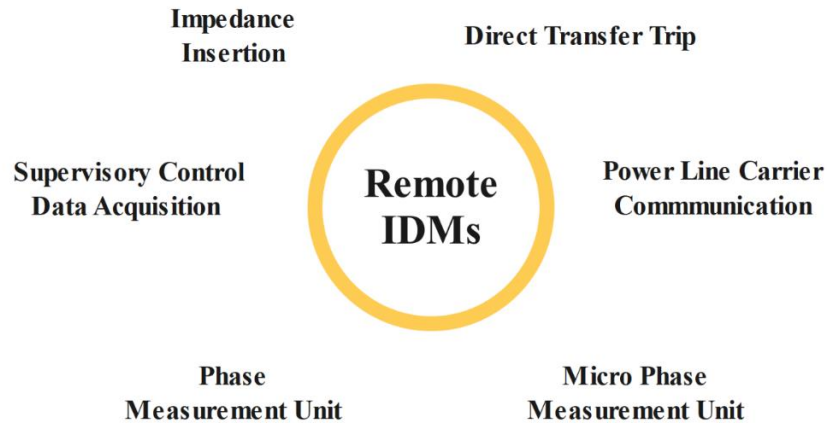 Impedance
Insertion
Direct Transfer Trip
Supervisory Control
Data Acquisition
Remote
IDMs
Power Line Carrier
Commmunication
Phase
Measurement Unit
Micro Phase
Measurement Unit